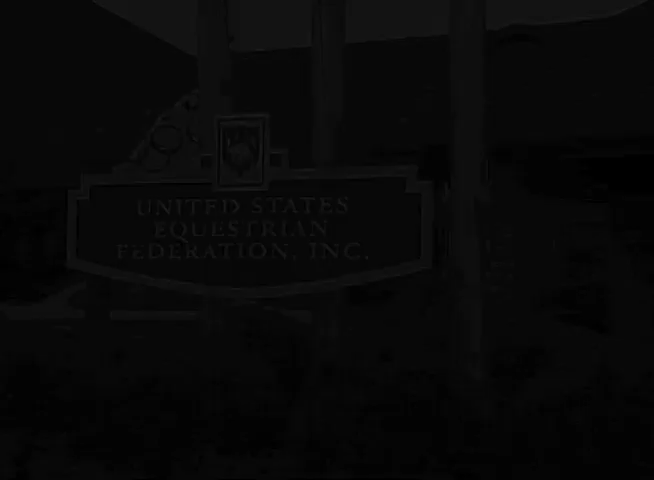 UNITED STATES
EQUESTRIAN
FEDERATION, INC.